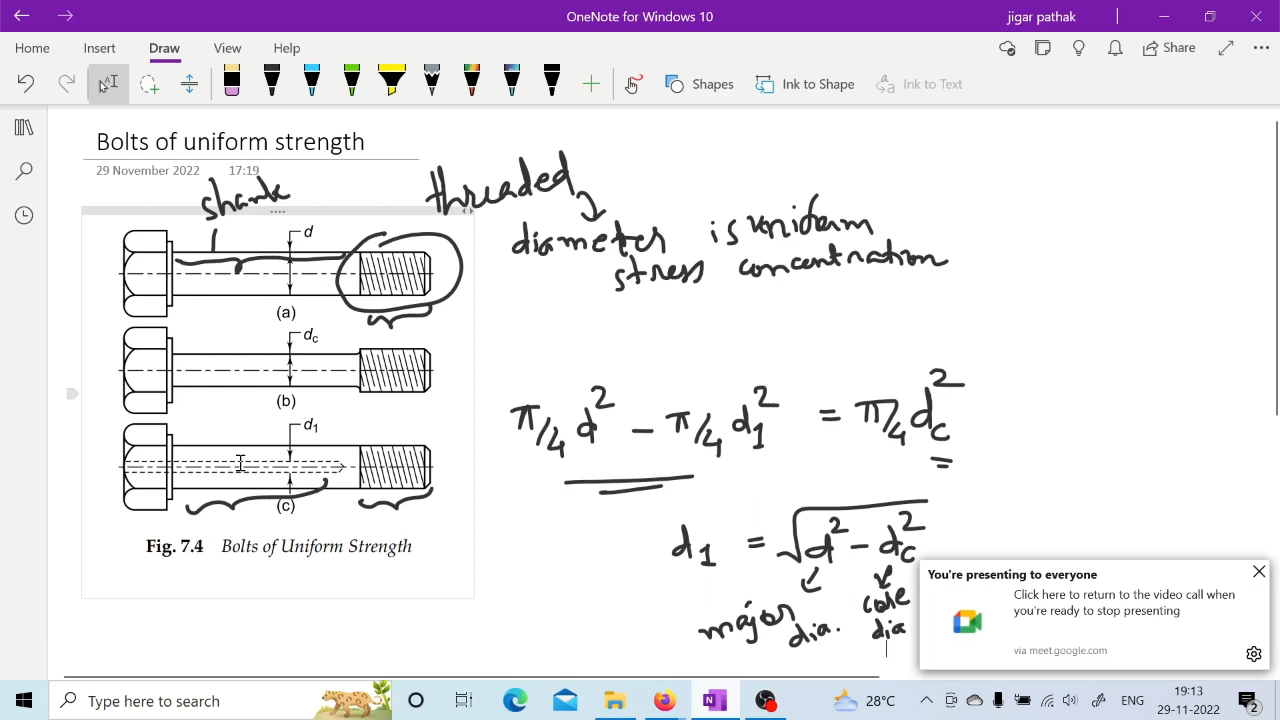 OneNote for Windows 10
jigar pathak
Home Insert Draw View Help
Share
Shapes Ink to Shape Ink to Text
Bolts of uniform strength
29 November 2022 17:19
shank
threaded
diameter is uniform
stress concentration
d
(a)
dc
(b)
d1
(c)
Fig. 7.4 Bolts of Uniform Strength
π/4 d² - π/4 d1² = π/4 dc²
d1 = √d² - dc²
major dia.
core dia
You're presenting to everyone
Click here to return to the video call when
you're ready to stop presenting
via meet.google.com
Type here to search
28°C
ENG
19:13
29-11-2022
2